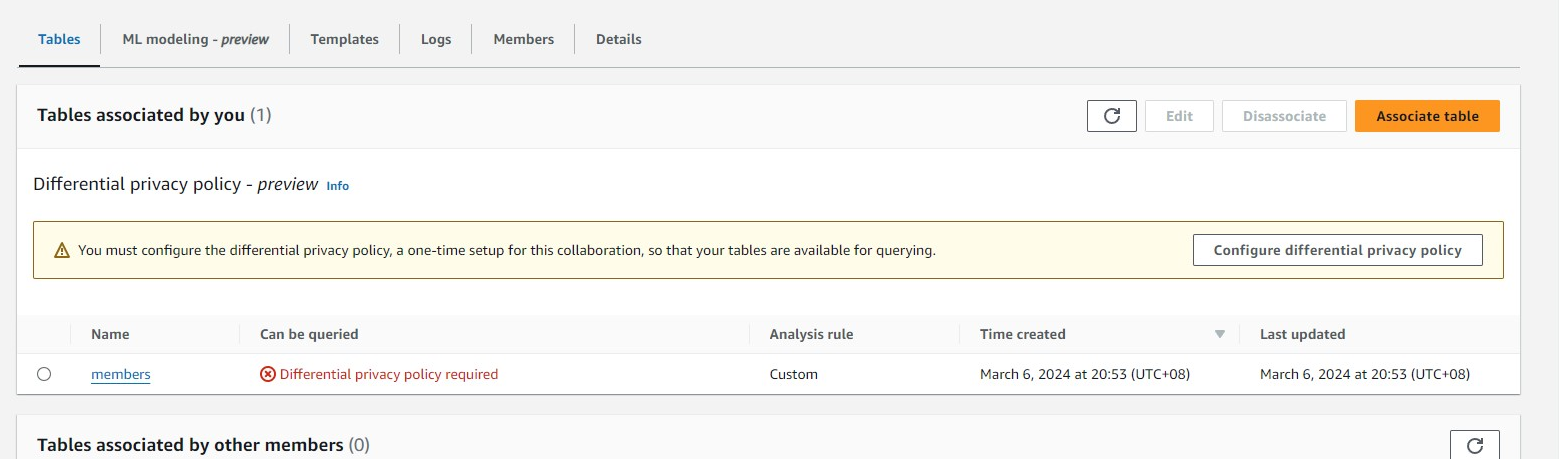 Tables ML modeling - preview Templates Logs Members Details
Tables associated by you (1) Edit Disassociate Associate table
Differential privacy policy - preview Info
You must configure the differential privacy policy, a one-time setup for this collaboration, so that your tables are available for querying. Configure differential privacy policy
Name Can be queried Analysis rule Time created Last updated
members Differential privacy policy required Custom March 6, 2024 at 20:53 (UTC+08) March 6, 2024 at 20:53 (UTC+08)
Tables associated by other members (0)